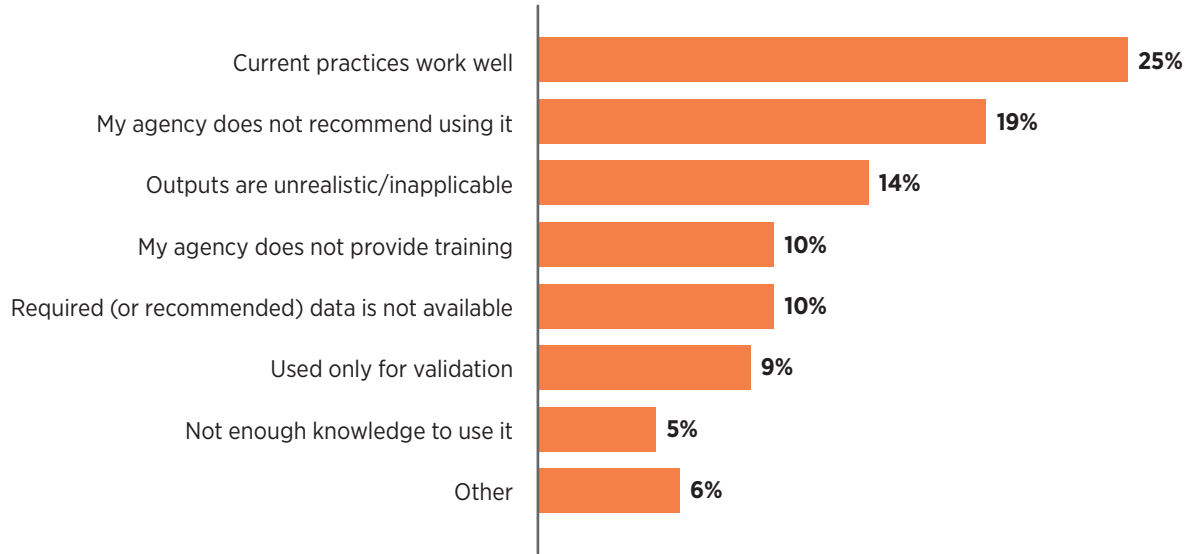 Current practices work well 25%
My agency does not recommend using it 19%
Outputs are unrealistic/inapplicable 14%
My agency does not provide training 10%
Required (or recommended) data is not available 10%
Used only for validation 9%
Not enough knowledge to use it 5%
Other 6%